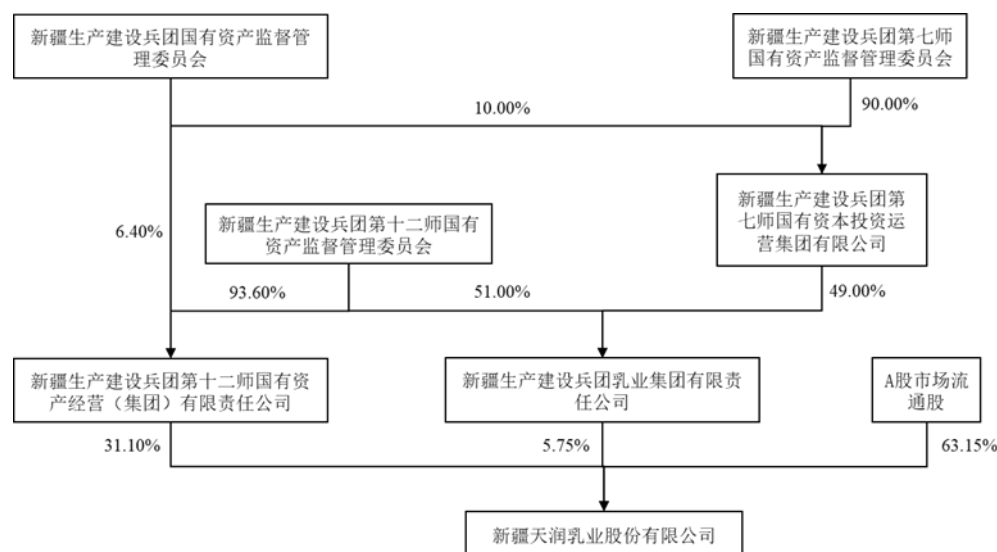 新疆生产建设兵团国有资产监督管
理委员会
新疆生产建设兵团第七师
国有资产监督管理委员会
10.00%
90.00%
新疆生产建设兵团第
七师国有资本投资运
营集团有限公司
6.40%
新疆生产建设兵团第十二师国有
资产监督管理委员会
93.60%
51.00%
49.00%
新疆生产建设兵团第十二师国有资
产经营（集团）有限责任公司
新疆生产建设兵团乳业集团有限责
任公司
A股市场流
通股
31.10%
5.75%
63.15%
新疆天润乳业股份有限公司